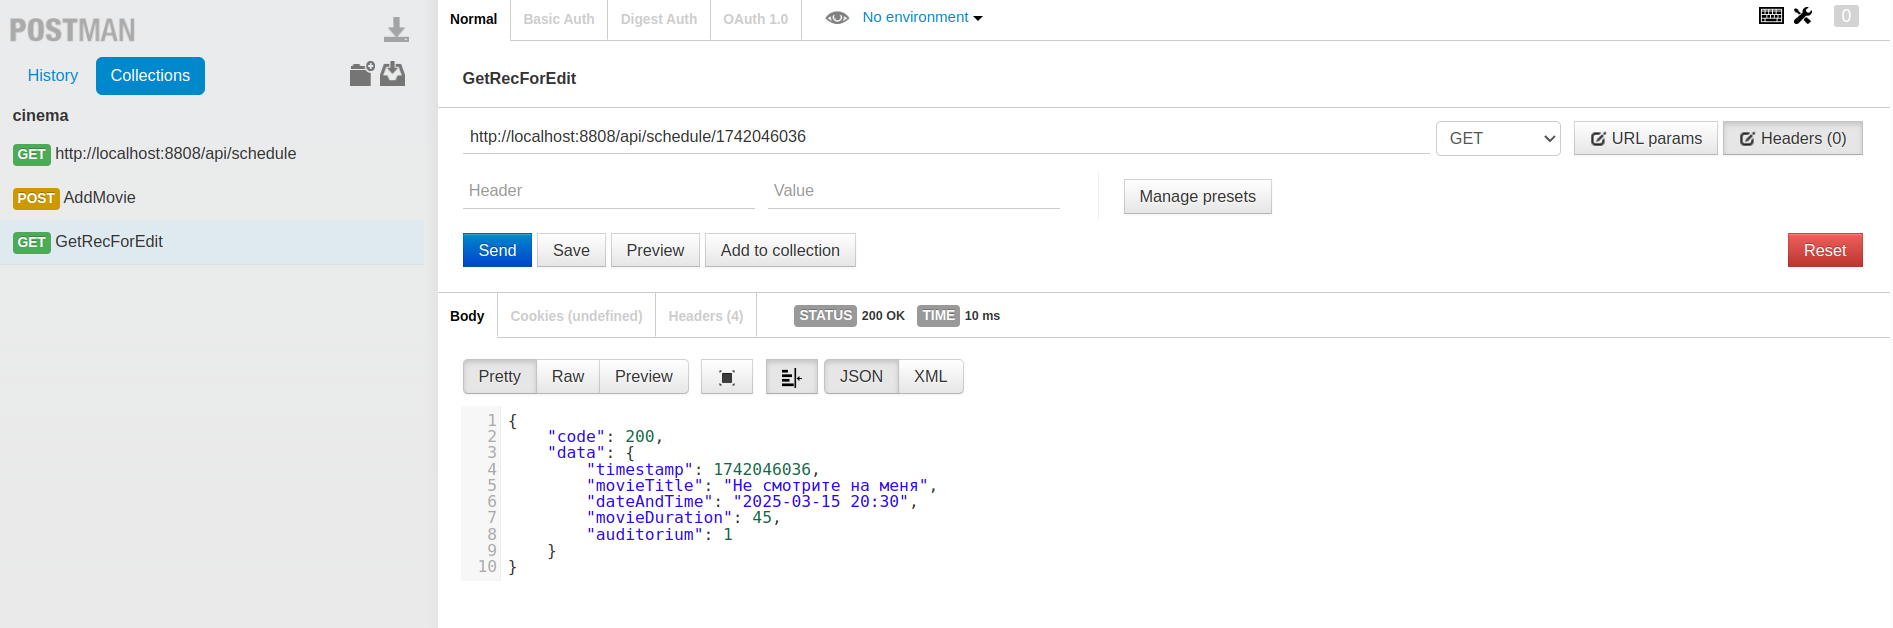 POSTMAN
History
Collections
cinema
GET http://localhost:8808/api/schedule
POST AddMovie
GET GetRecForEdit
Normal
Basic Auth
Digest Auth
OAuth 1.0
No environment
0
GetRecForEdit
http://localhost:8808/api/schedule/1742046036
GET
URL params
Headers (0)
Header
Value
Manage presets
Send
Save
Preview
Add to collection
Reset
Body
Cookies (undefined)
Headers (4)
STATUS 200 OK
TIME 10 ms
Pretty
Raw
Preview
JSON
XML
1 {
2 "code": 200,
3 "data": {
4 "timestamp": 1742046036,
5 "movieTitle": "Не смотрите на меня",
6 "dateAndTime": "2025-03-15 20:30",
7 "movieDuration": 45,
8 "auditorium": 1
9 }
10 }